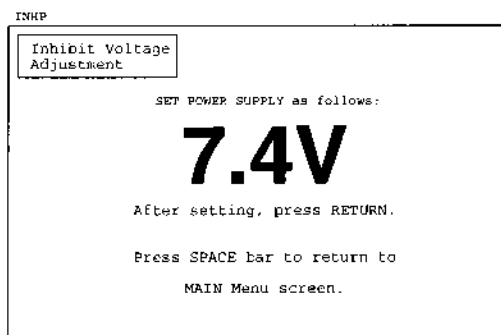 INHP
Inhibit Voltage
Adjustment
SET POWER SUPPLY as follows:
7.4V
After setting, press RETURN.
Press SPACE bar to return to
MAIN Menu screen.